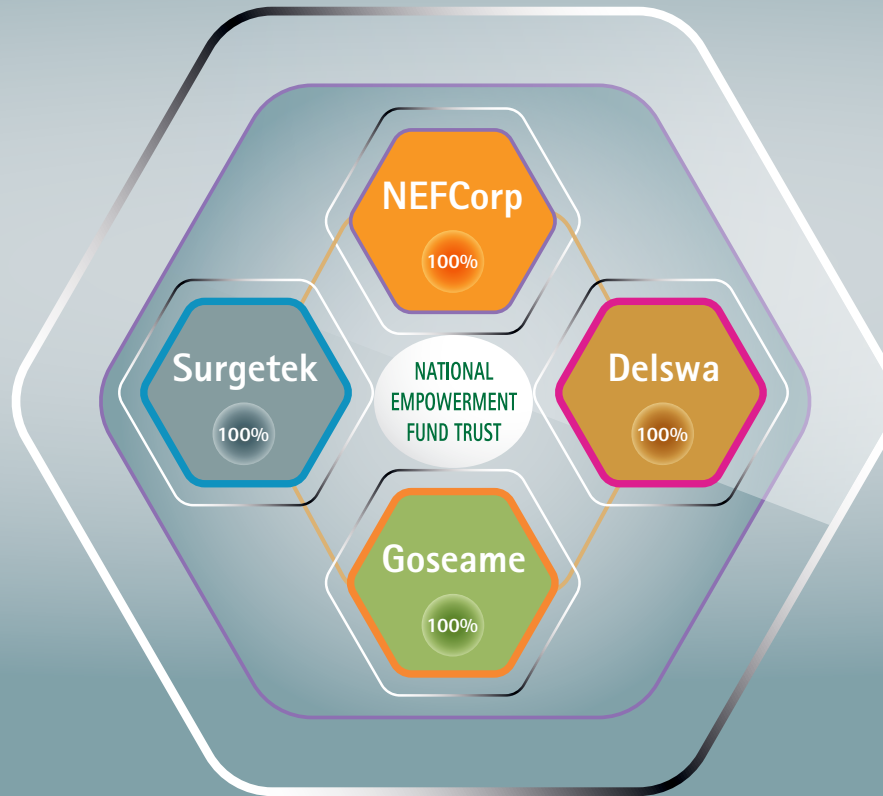 NEFCorp
100%
Surgetek
100%
NATIONAL
EMPOWERMENT
FUND TRUST
Delswa
100%
Goseame
100%